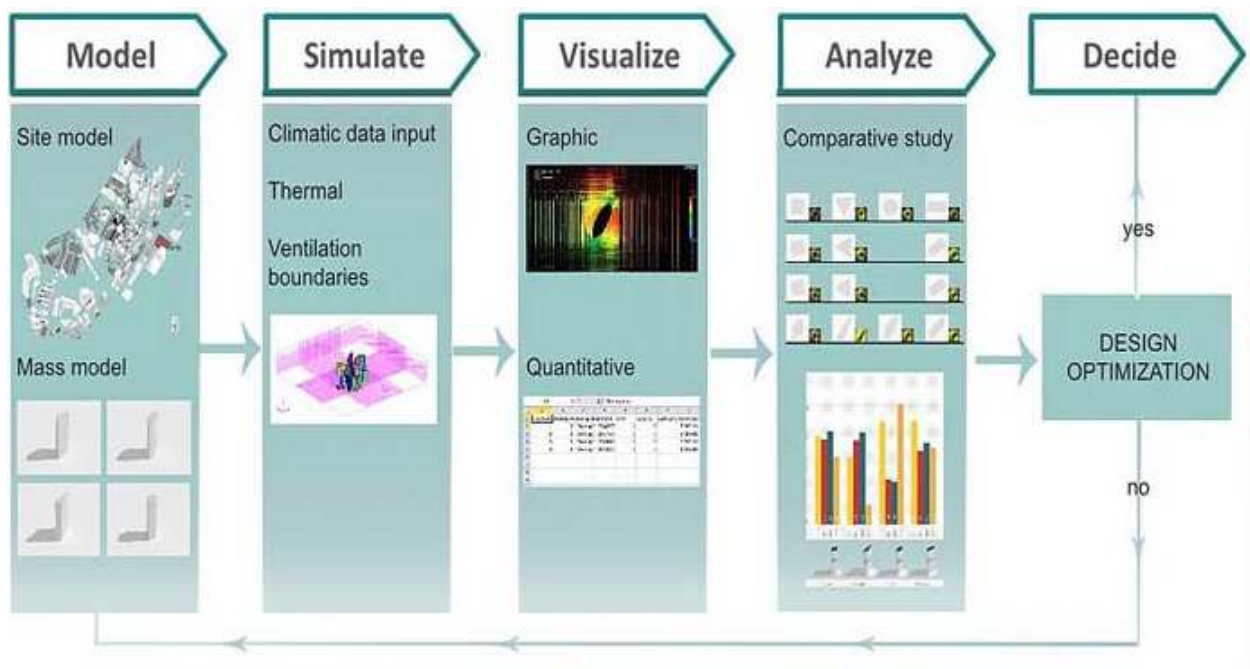 Model
Simulate
Visualize
Analyze
Decide
Site model
Mass model
Climatic data input
Thermal
Ventilation
boundaries
Graphic
Quantitative
Comparative study
yes
DESIGN
OPTIMIZATION
no